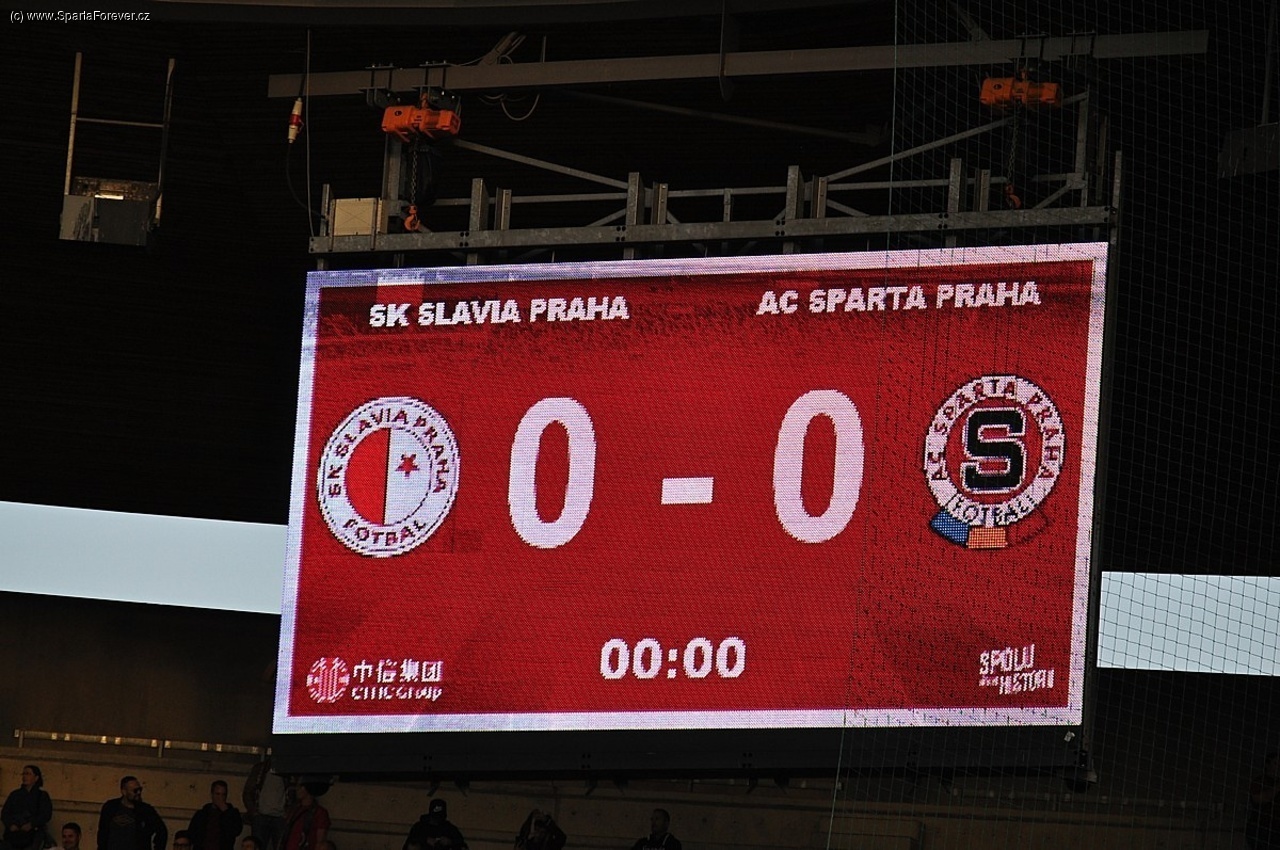 (c) www.SpartaForever.cz
SK SLAVIA PRAHA
AC SPARTA PRAHA
SK SLAVIA PRAHA
FOTBAL
0 - 0
AC SPARTA PRAHA
S
FOTBAL
00:00
中信集团
CITIC Group
SPOLU
HISTORII